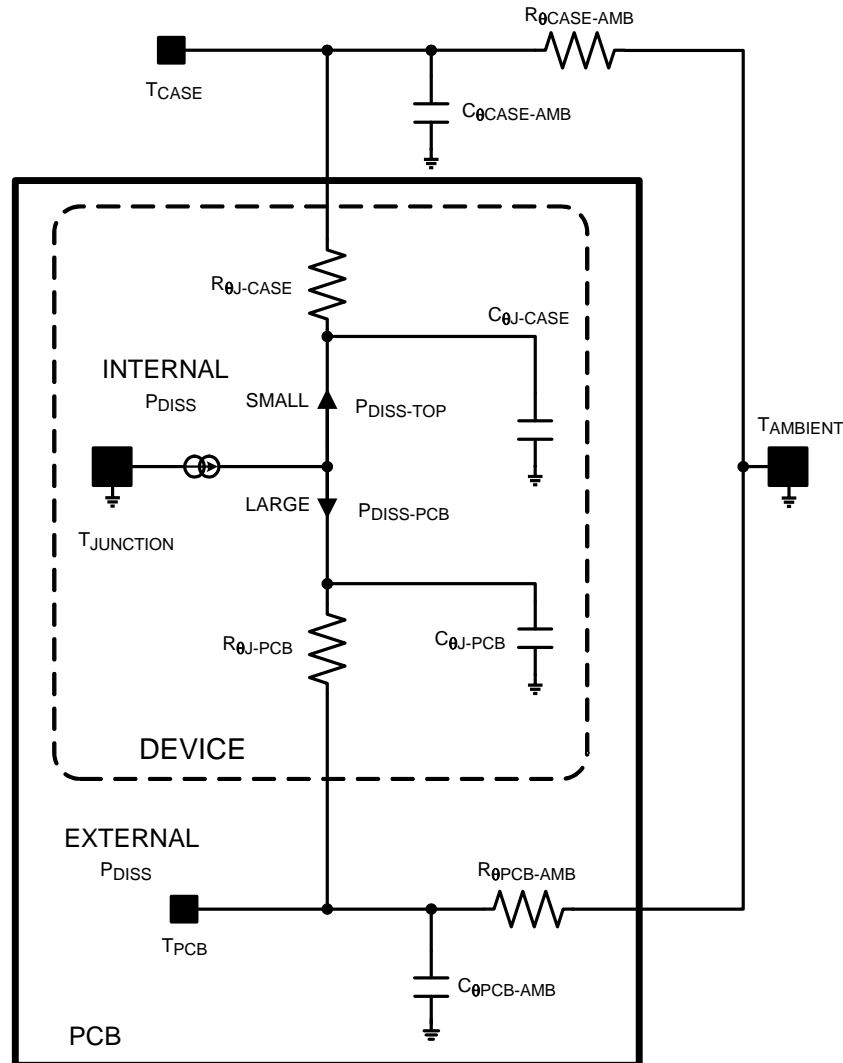 RθCASE-AMB
TCASE
CθCASE-AMB
RθJ-CASE
CθJ-CASE
INTERNAL
PDISS
SMALL
PDISS-TOP
TAMBIENT
LARGE
PDISS-PCB
TJUNCTION
RθJ-PCB
CθJ-PCB
DEVICE
EXTERNAL
PDISS
RθPCB-AMB
TPCB
CθPCB-AMB
PCB